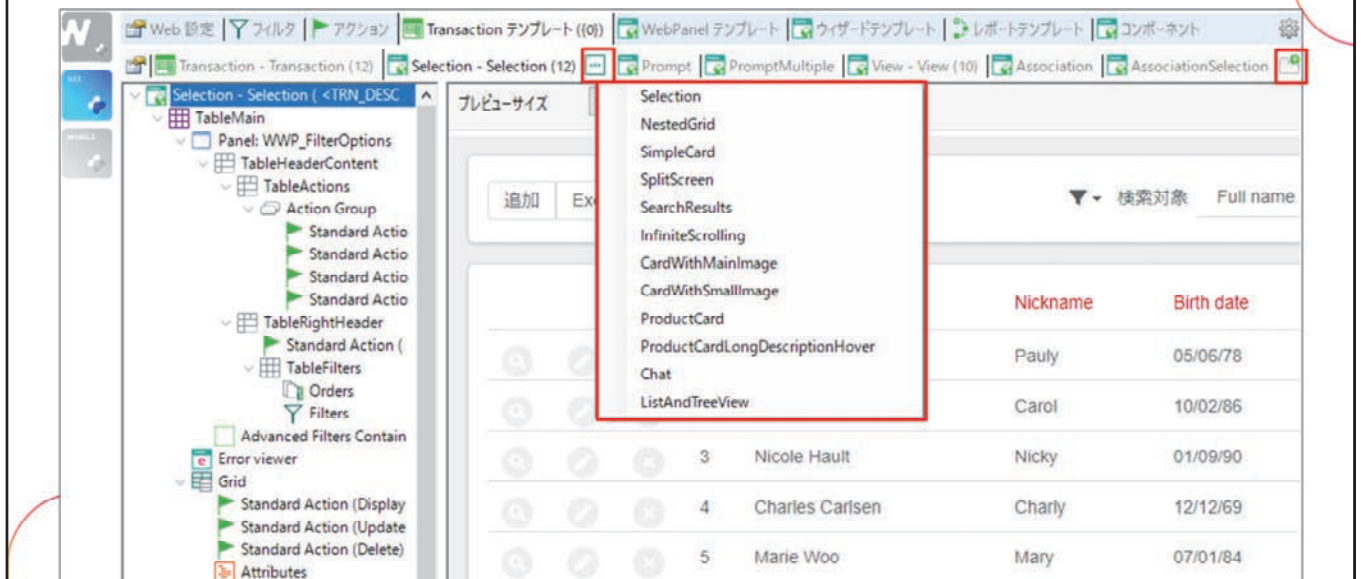 Web 設定 フィルタ アクション Transaction テンプレート ({0}) WebPanel テンプレート ウィザードテンプレート レポートテンプレート コンポーネント
Transaction - Transaction (12) Selection - Selection (12) ... Prompt PromptMultiple View - View (10) Association AssociationSelection
Selection - Selection ( <TRN_DESC
TableMain
Panel: WWP_FilterOptions
TableHeaderContent
TableActions
Action Group
Standard Actio
Standard Actio
Standard Actio
Standard Actio
TableRightHeader
Standard Action (
TableFilters
Orders
Filters
Advanced Filters Contain
Error viewer
Grid
Standard Action (Display
Standard Action (Update
Standard Action (Delete)
Attributes
プレビューサイズ
Selection
NestedGrid
SimpleCard
SplitScreen
SearchResults
InfiniteScrolling
CardWithMainImage
CardWithSmallImage
ProductCard
ProductCardLongDescriptionHover
Chat
ListAndTreeView
追加 Ex 検索対象 Full name
Nickname Birth date
Pauly 05/06/78
Carol 10/02/86
3 Nicole Hault Nicky 01/09/90
4 Charles Carlsen Charly 12/12/69
5 Marie Woo Mary 07/01/84